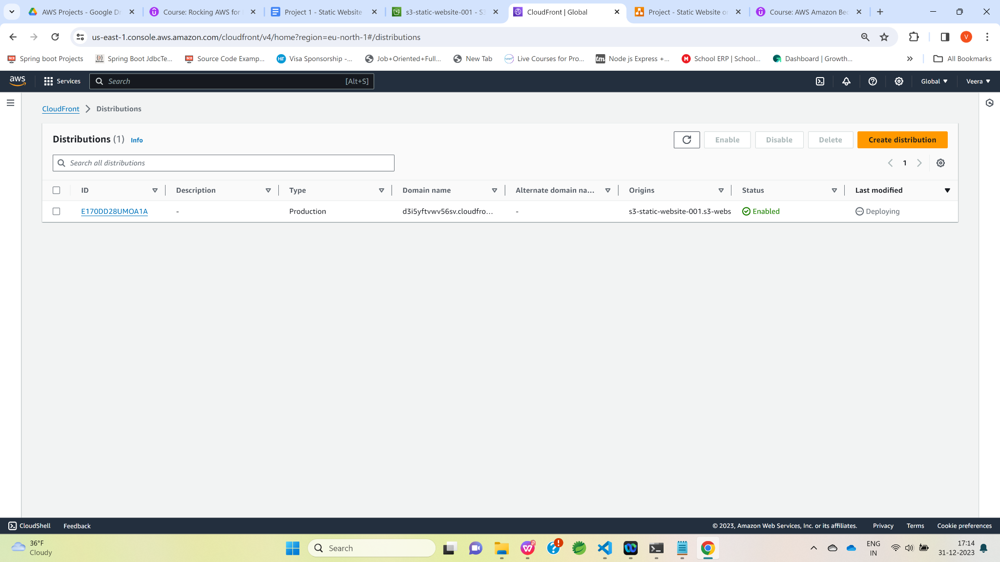 AWS Projects - Google Dr
Course: Rocking AWS for
Project 1 - Static Website
s3-static-website-001 - S3
CloudFront | Global
Project - Static Website on
Course: AWS Amazon Bed
us-east-1.console.aws.amazon.com/cloudfront/v4/home?region=eu-north-1#/distributions
V
Spring boot Projects
Spring Boot JdbcTe...
Source Code Examp...
Visa Sponsorship -...
Job+Oriented+Full...
New Tab
Live Courses for Pro...
Node js Express +...
School ERP | School...
Dashboard | Growth...
All Bookmarks
aws
Services
Search
[Alt+S]
Global
Veera
CloudFront
Distributions
Distributions (1) Info
Enable
Disable
Delete
Create distribution
Search all distributions
1
ID
Description
Type
Domain name
Alternate domain na...
Origins
Status
Last modified
E170DD28UMOA1A
-
Production
d3i5yftvwv56sv.cloudfro...
-
s3-static-website-001.s3-webs
Enabled
Deploying
CloudShell
Feedback
© 2023, Amazon Web Services, Inc. or its affiliates.
Privacy
Terms
Cookie preferences
36°F
Cloudy
Search
ENG
IN
17:14
31-12-2023